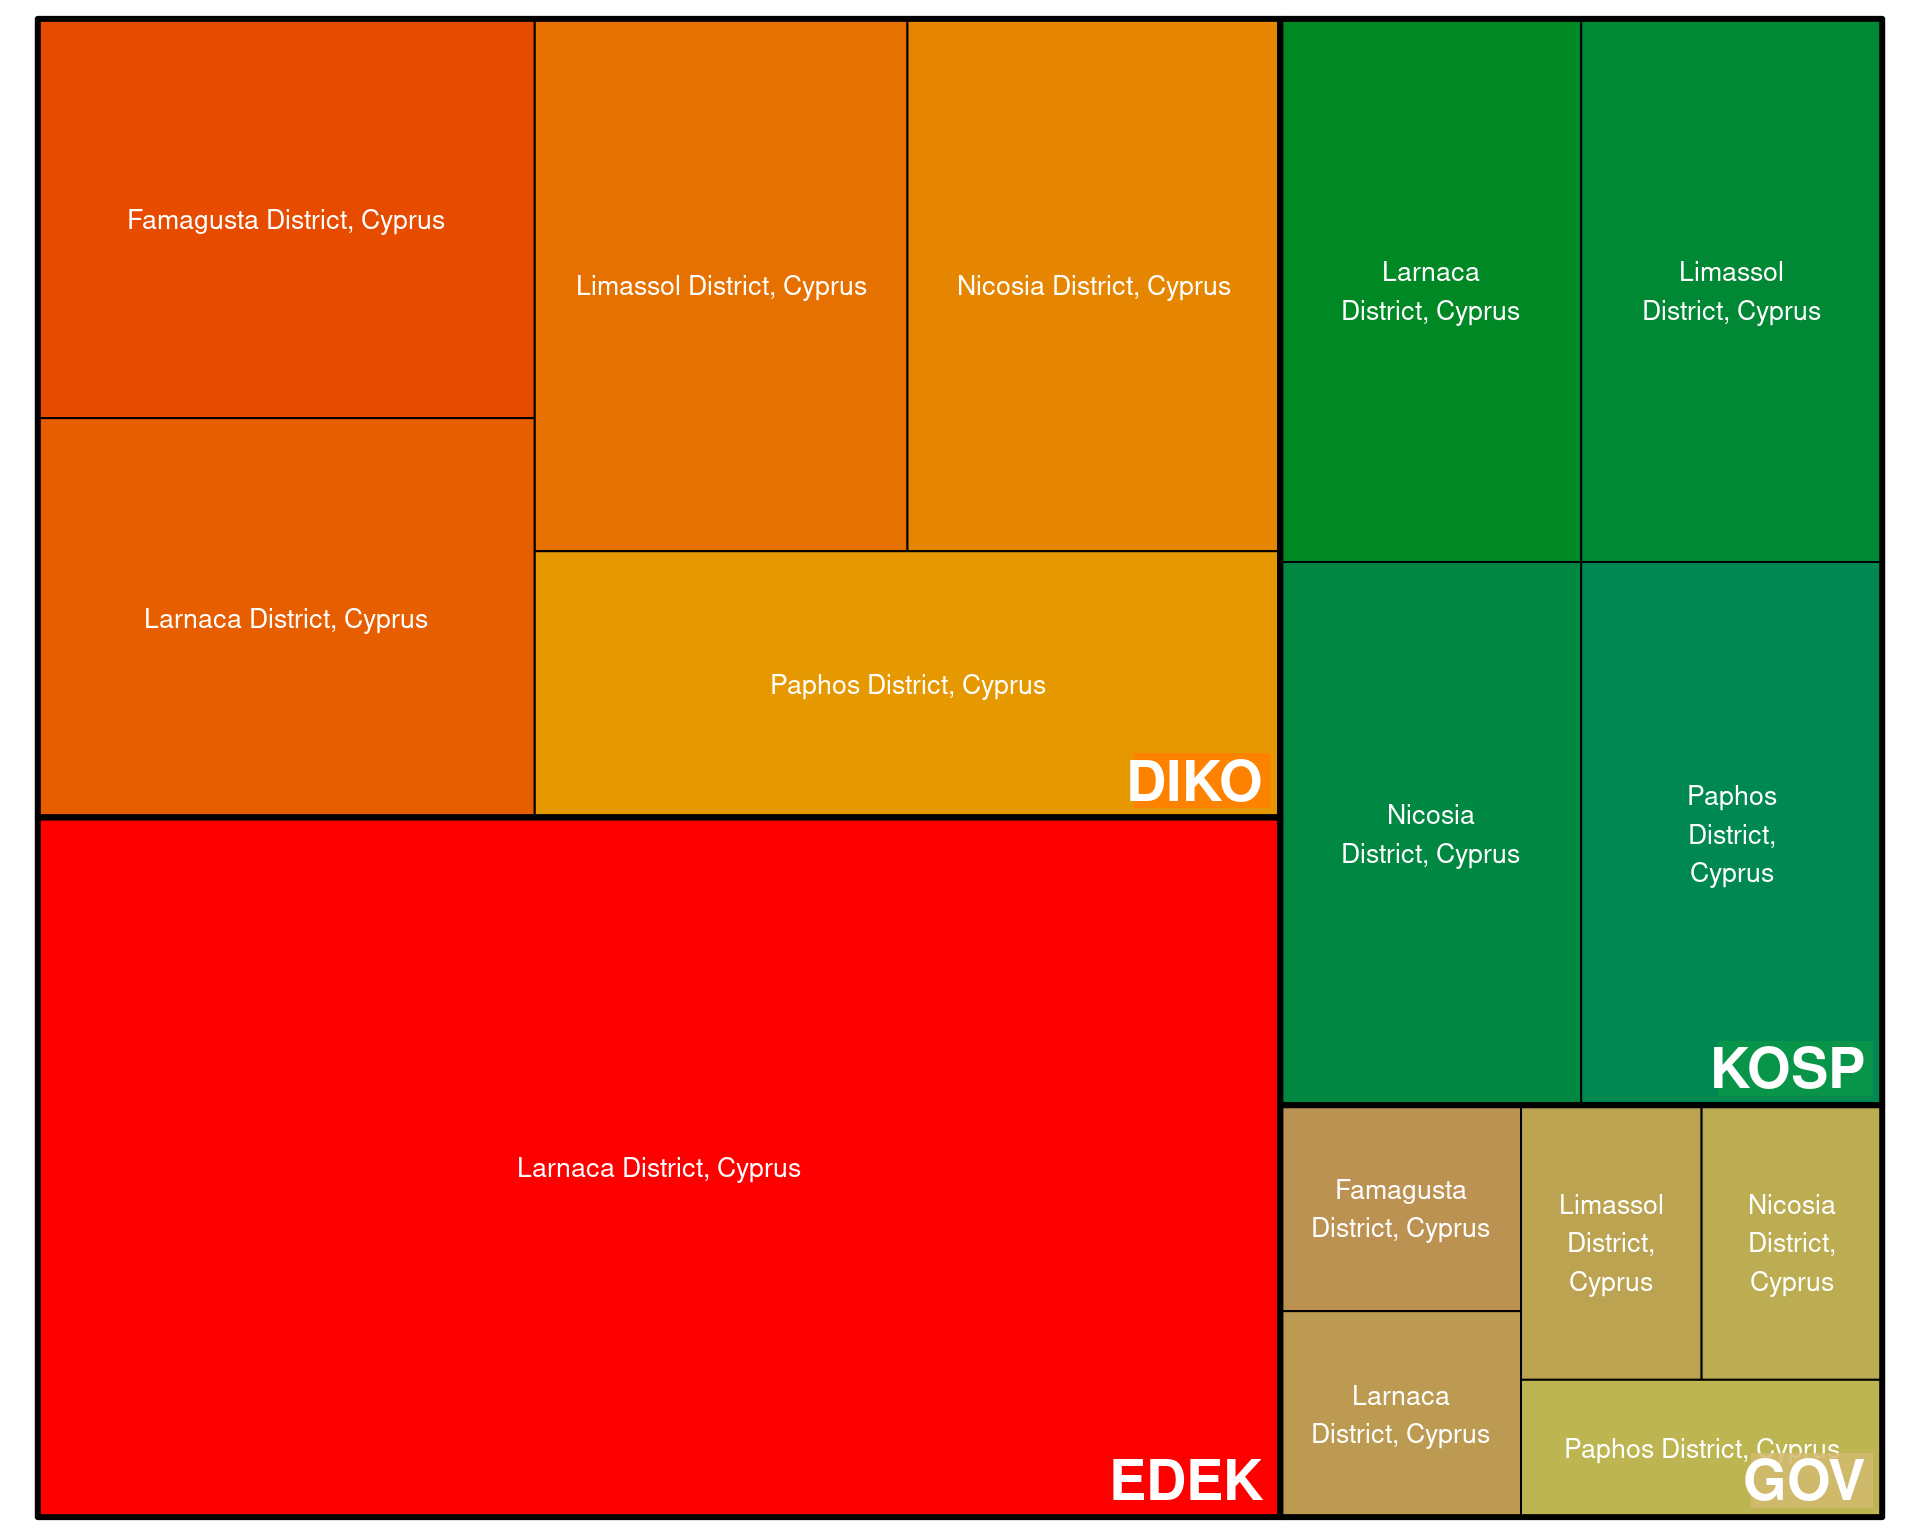 Famagusta District, Cyprus
Limassol District, Cyprus
Nicosia District, Cyprus
Larnaca District, Cyprus
Paphos District, Cyprus
DIKO
Larnaca District, Cyprus
EDEK
Larnaca
District, Cyprus
Limassol
District, Cyprus
Nicosia
District, Cyprus
Paphos
District,
Cyprus
KOSP
Famagusta
District, Cyprus
Limassol
District,
Cyprus
Nicosia
District,
Cyprus
Larnaca
District, Cyprus
Paphos District, Cyprus
GOV